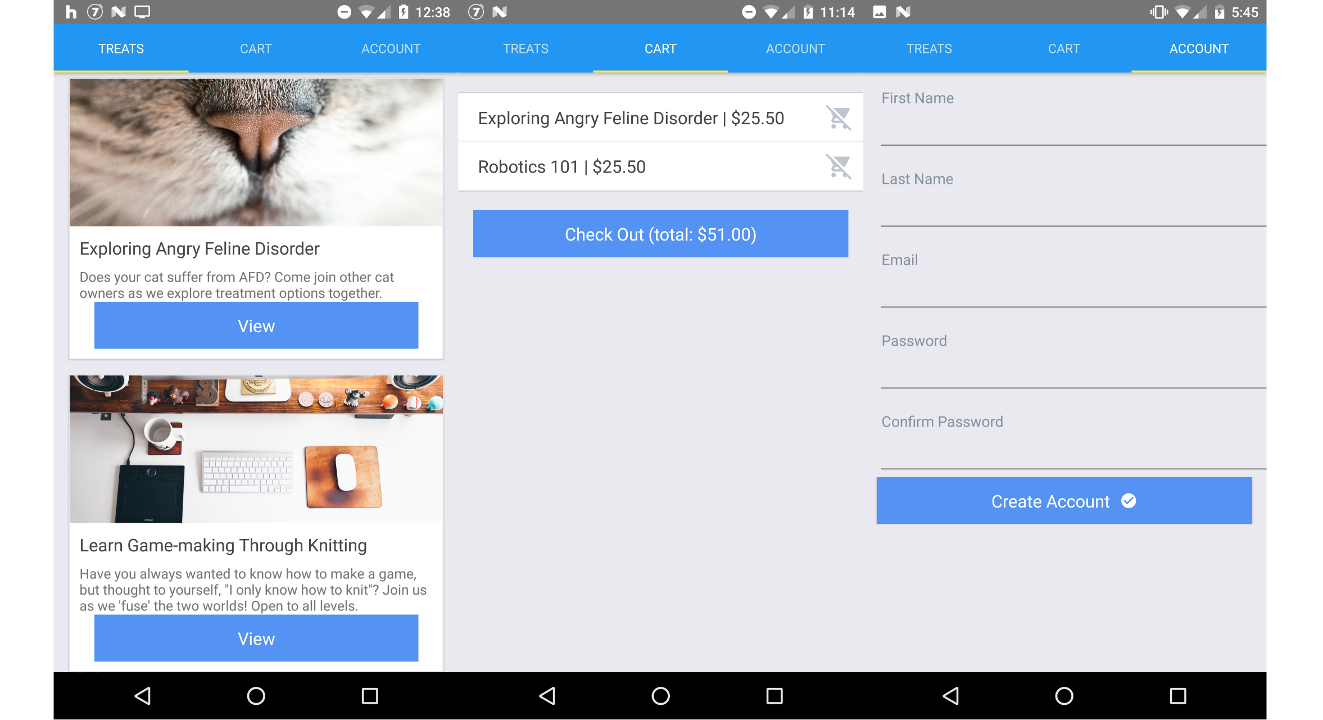 12:38
TREATS CART ACCOUNT
Exploring Angry Feline Disorder
Does your cat suffer from AFD? Come join other cat
owners as we explore treatment options together.
View
Learn Game-making Through Knitting
Have you always wanted to know how to make a game,
but thought to yourself, "I only know how to knit"? Join us
as we 'fuse' the two worlds! Open to all levels.
View
7 11:14
TREATS CART ACCOUNT
Exploring Angry Feline Disorder | $25.50
Robotics 101 | $25.50
Check Out (total: $51.00)
5:45
TREATS CART ACCOUNT
First Name
Last Name
Email
Password
Confirm Password
Create Account